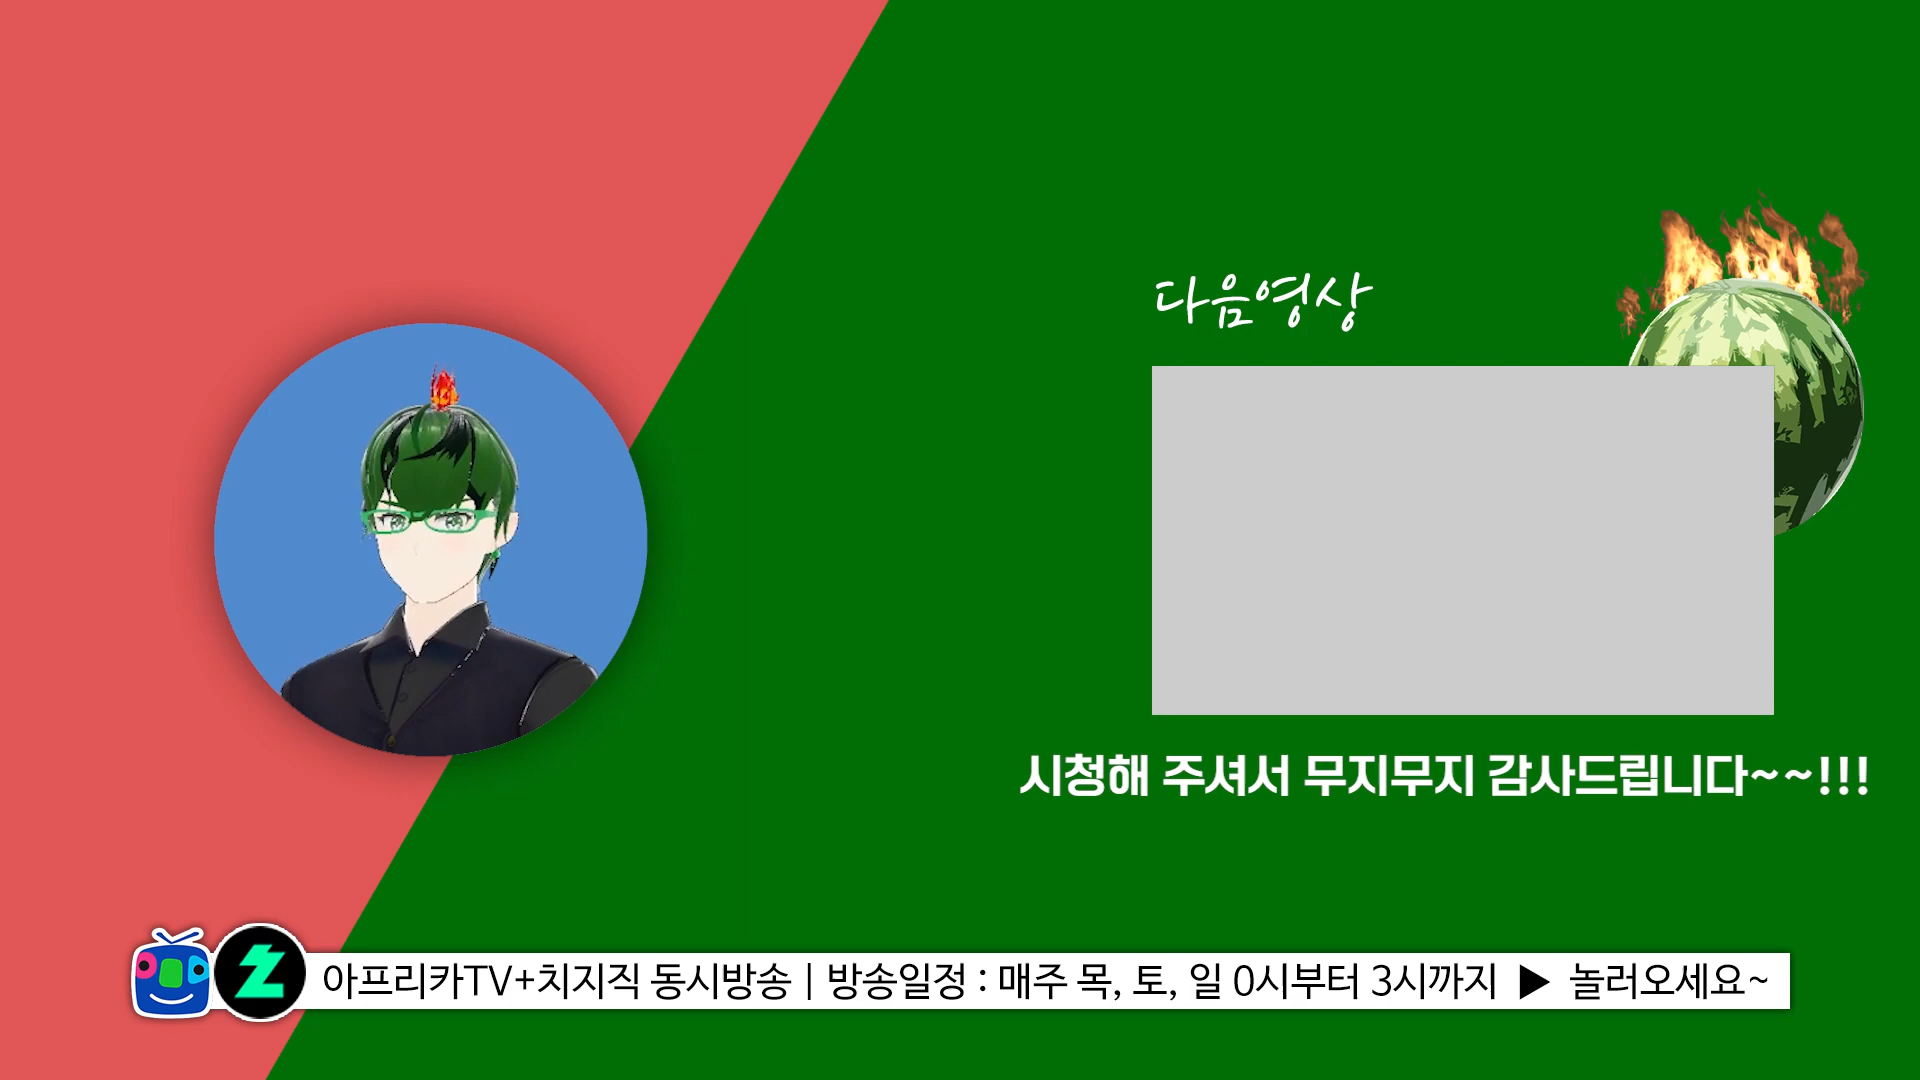 다음영상
시청해 주셔서 무지무지 감사드립니다~~!!!
아프리카TV+치지직 동시방송 | 방송일정 : 매주 목, 토, 일 0시부터 3시까지 ▶ 놀러오세요~